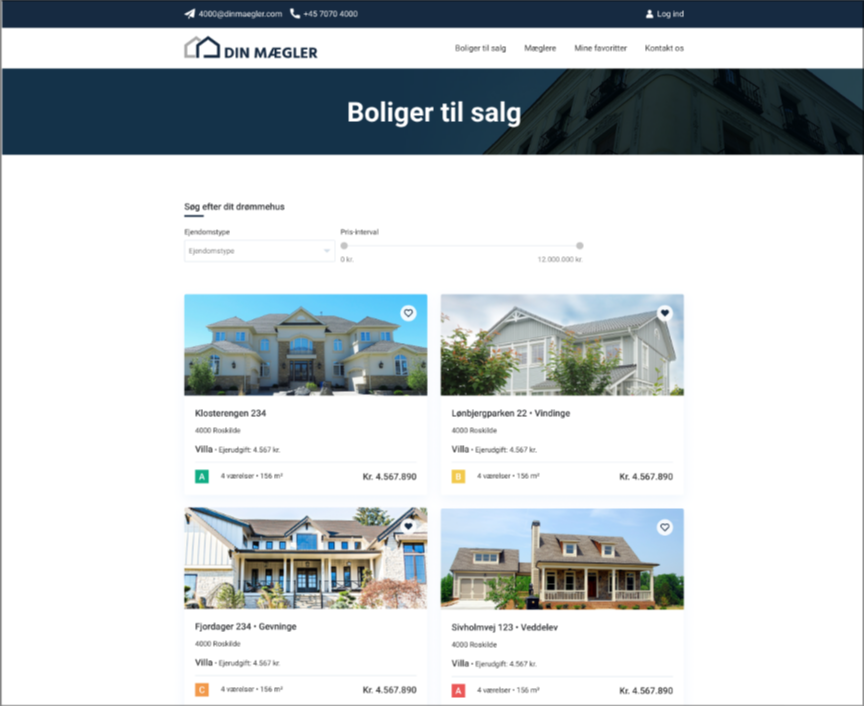 4000@dinmaegler.com +45 7070 4000 Log ind
DIN MÆGLER Boliger til salg Mæglere Mine favoritter Kontakt os
Boliger til salg
Søg efter dit drømmehus
Ejendomstype Pris-interval
Ejendomstype
0 kr. 12.000.000 kr.
Klosterengen 234
4000 Roskilde
Villa • Ejerudgift: 4.567 kr.
A 4 værelser • 156 m² Kr. 4.567.890
Lønbjergparken 22 • Vindinge
4000 Roskilde
Villa • Ejerudgift: 4.567 kr.
B 4 værelser • 156 m² Kr. 4.567.890
Fjordager 234 • Gevninge
4000 Roskilde
Villa • Ejerudgift: 4.567 kr.
C 4 værelser • 156 m² Kr. 4.567.890
Sivholmvej 123 • Veddelev
4000 Roskilde
Villa • Ejerudgift: 4.567 kr.
A 4 værelser • 156 m² Kr. 4.567.890